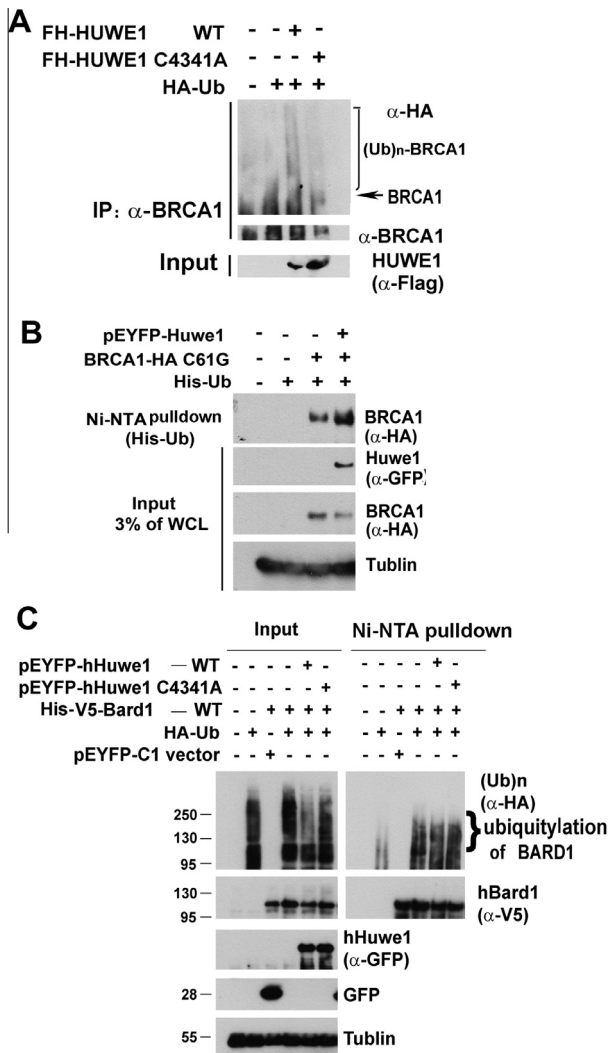 A
FH-HUWE1 WT - - + -
FH-HUWE1 C4341A - - - +
HA-Ub - + + +
α-HA
(Ub)n-BRCA1
BRCA1
IP: α-BRCA1
α-BRCA1
Input
HUWE1
(α-Flag)
B
pEYFP-Huwe1 - - - +
BRCA1-HA C61G - - + +
His-Ub - + + +
Ni-NTA pulldown
(His-Ub)
BRCA1
(α-HA)
Huwe1
(α-GFP)
Input
3% of WCL
BRCA1
(α-HA)
Tublin
C
Input Ni-NTA pulldown
pEYFP-hHuwe1 — WT - - - - + - - - - - + -
pEYFP-hHuwe1 C4341A - - - - - + - - - - - +
His-V5-Bard1 — WT - - + + + + - - + + + +
HA-Ub - + - + + + - + - + + +
pEYFP-C1 vector - - + - - - - - + - - -
(Ub)n
(α-HA)
250
130
95
ubiquitylation
of BARD1
130
95
hBard1
(α-V5)
hHuwe1
(α-GFP)
28
GFP
55
Tublin